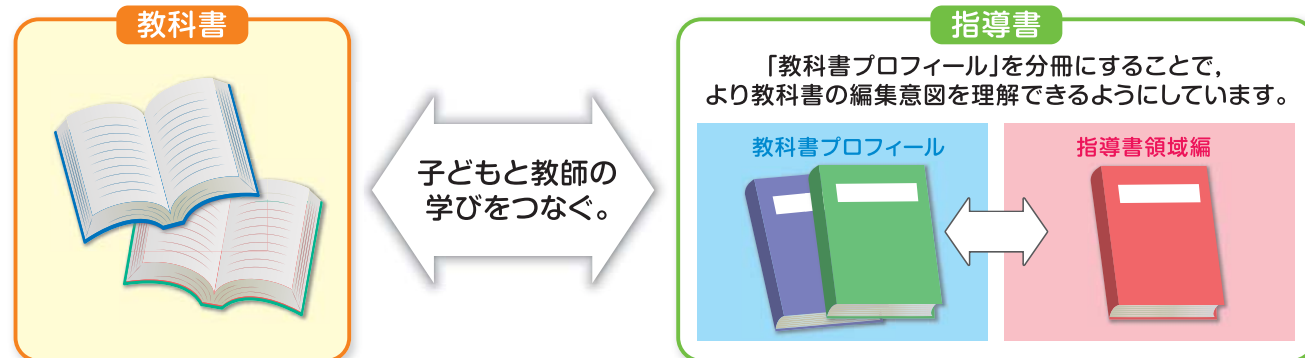 教科書
子どもと教師の
学びをつなぐ。
指導書
「教科書プロフィール」を分冊にすることで，
より教科書の編集意図を理解できるようにしています。
教科書プロフィール
指導書領域編